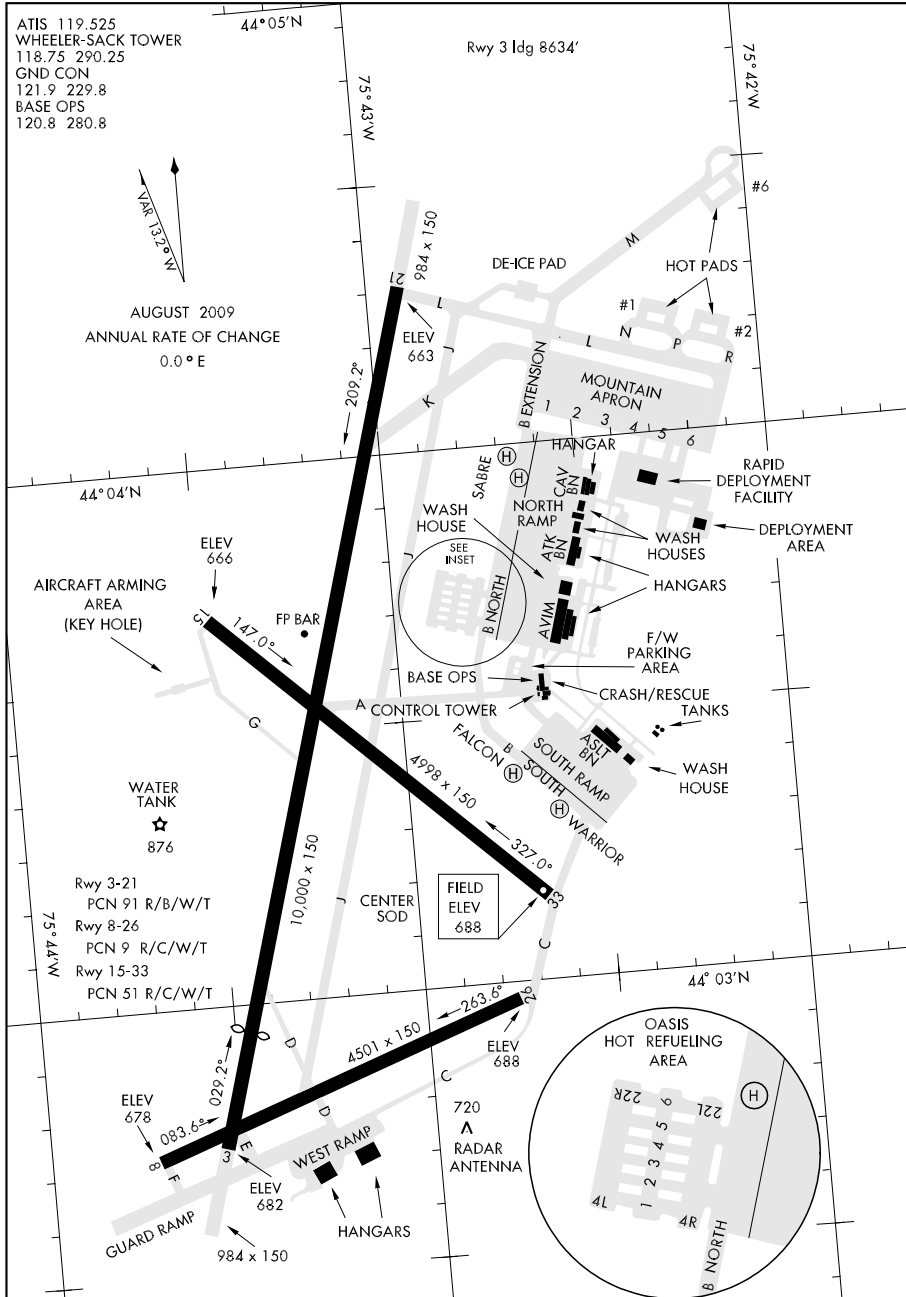 ATIS 119.525
WHEELER-SACK TOWER
118.75 290.25
GND CON
121.9 229.8
BASE OPS
120.8 280.8
44°05'N
Rwy 3 ldg 8634'
75°43'W
75°42'W
VAR 13.2° W
AUGUST 2009
ANNUAL RATE OF CHANGE
0.0° E
984 x 150
21
ELEV
663
209.2°
L
J
K
DE-ICE PAD
M
#6
HOT PADS
#1
#2
L
N
P
R
B EXTENSION
MOUNTAIN
APRON
1
2
3
4
5
6
44°04'N
SABRE
H
H
HANGAR
CAV
BN
NORTH
RAMP
RAPID
DEPLOYMENT
FACILITY
WASH
HOUSE
ATK
BN
WASH
HOUSES
DEPLOYMENT
AREA
SEE
INSET
J
B NORTH
AVIM
HANGARS
ELEV
666
AIRCRAFT ARMING
AREA
(KEY HOLE)
15
147.0°
FP BAR
F/W
PARKING
AREA
BASE OPS
CRASH/RESCUE
TANKS
CONTROL TOWER
A
G
FALCON
H
B
SOUTH
SOUTH RAMP
ASLT
BN
WASH
HOUSE
H
WARRIOR
4998 x 150
327.0°
33
WATER
TANK
876
10,000 x 150
Rwy 3-21
PCN 91 R/B/W/T
Rwy 8-26
PCN 9 R/C/W/T
Rwy 15-33
PCN 51 R/C/W/T
75°44'W
J
CENTER
SOD
FIELD
ELEV
688
C
44°03'N
263.6°
26
ELEV
688
4501 x 150
029.2°
D
D
C
ELEV
678
083.6°
8
F
3
E
WEST RAMP
720
RADAR
ANTENNA
ELEV
682
HANGARS
GUARD RAMP
984 x 150
OASIS
HOT REFUELING
AREA
22R
22L
H
1
2
3
4
5
6
4L
4R
B NORTH